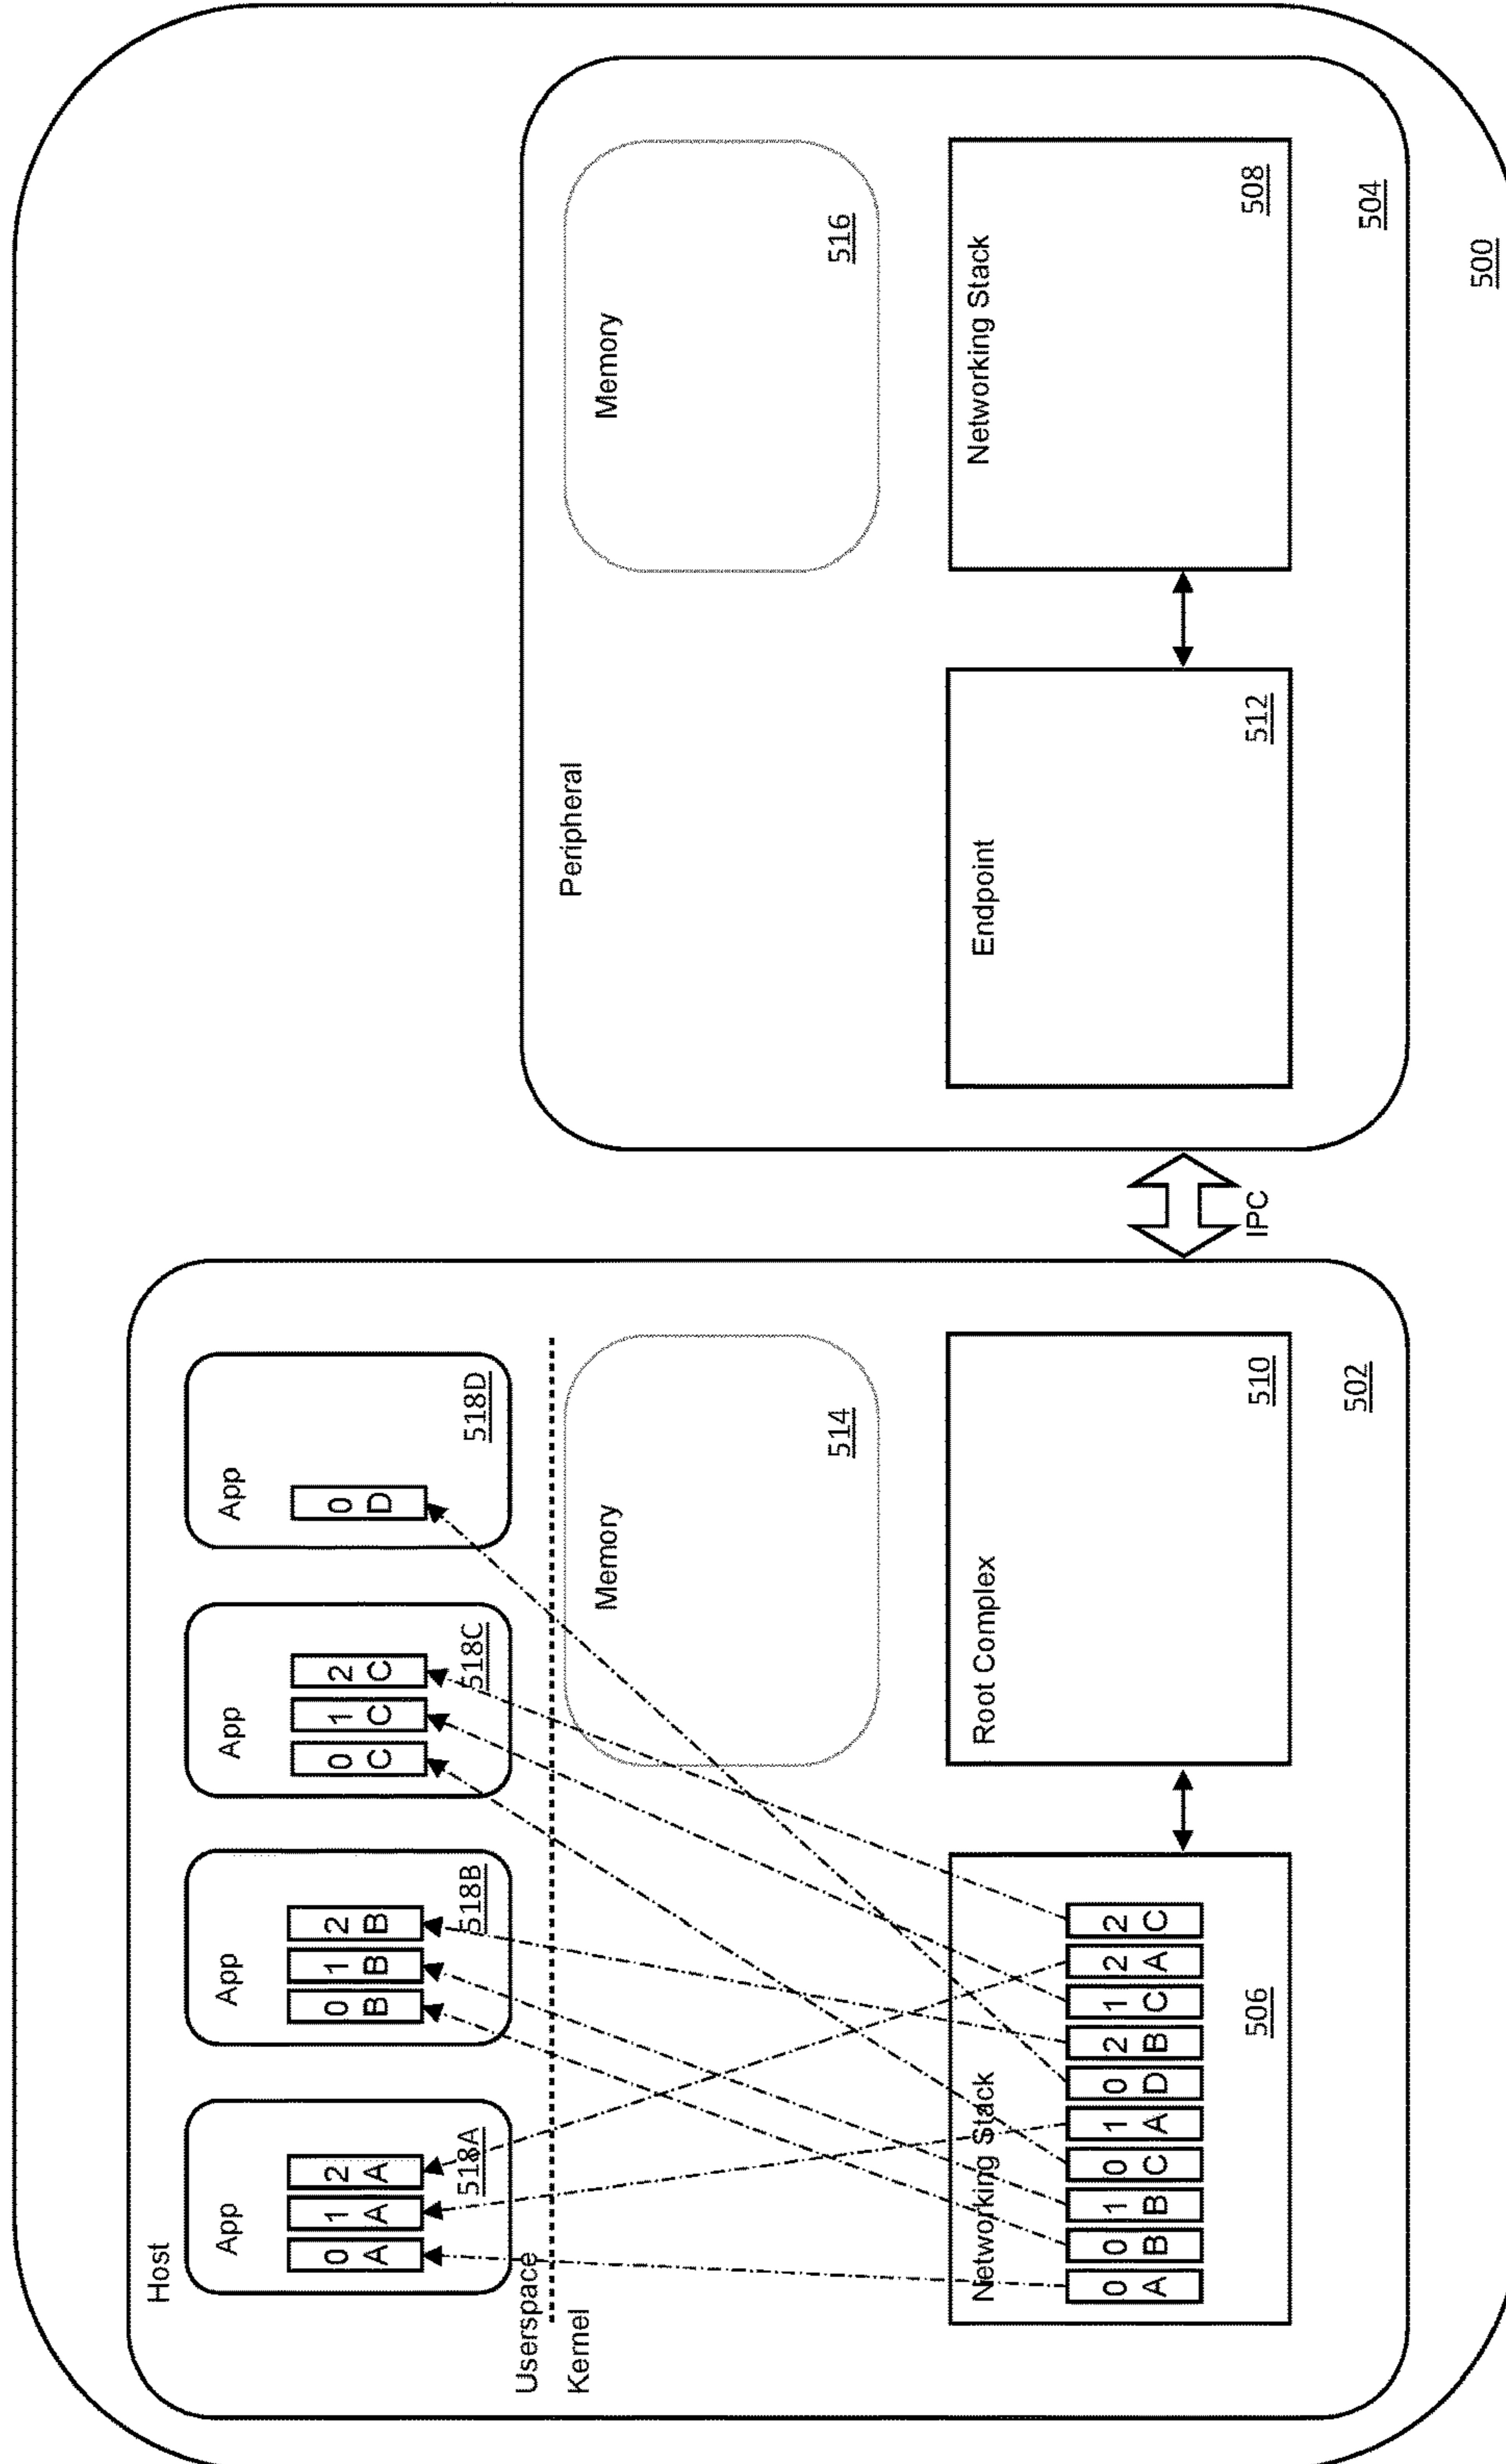 Host
App
0 A
1 A
2 A
518A
App
0 B
1 B
2 B
518B
App
0 C
1 C
2 C
518C
App
0 D
518D
Userspace
Kernel
Memory
514
Networking Stack
0 A
0 B
1 B
0 C
1 A
0 D
2 B
1 C
2 A
2 C
506
Root Complex
510
502
IPC
Peripheral
Memory
516
Endpoint
512
Networking Stack
508
504
500